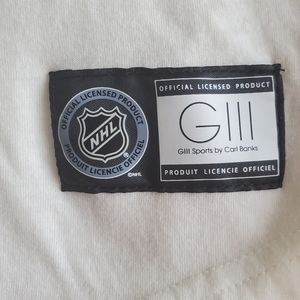 OFFICIAL LICENSED PRODUCT
NHL
®
PRODUIT LICENCIE OFFICIEL
©NHL
OFFICIAL LICENSED PRODUCT
GIII
GIII Sports by Carl Banks
PRODUIT LICENCIE OFFICIEL